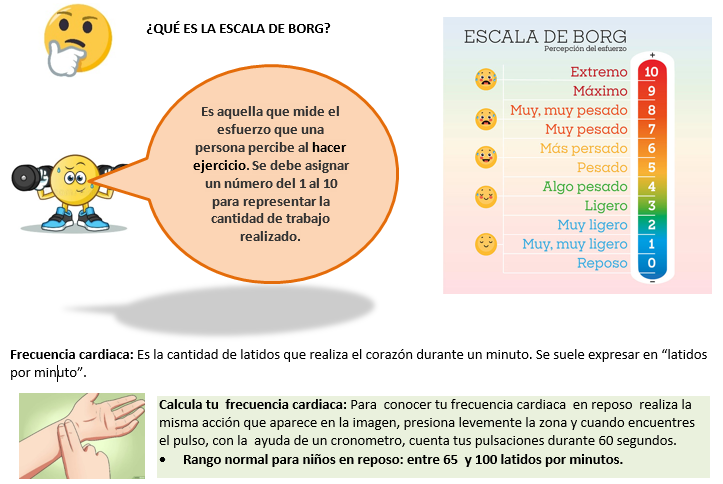 ¿QUÉ ES LA ESCALA DE BORG?
Es aquella que mide el
esfuerzo que una
persona percibe al hacer
ejercicio. Se debe asignar
un número del 1 al 10
para representar la
cantidad de trabajo
realizado.
ESCALA DE BORG
Percepción del esfuerzo
+
Extremo 10
Máximo 9
Muy, muy pesado 8
Muy pesado 7
Más persado 6
Pesado 5
Algo pesado 4
Ligero 3
Muy ligero 2
Muy, muy ligero 1
Reposo 0
–
Frecuencia cardiaca: Es la cantidad de latidos que realiza el corazón durante un minuto. Se suele expresar en “latidos
por minuto”.
Calcula tu frecuencia cardiaca: Para conocer tu frecuencia cardiaca en reposo realiza la
misma acción que aparece en la imagen, presiona levemente la zona y cuando encuentres
el pulso, con la ayuda de un cronometro, cuenta tus pulsaciones durante 60 segundos.
• Rango normal para niños en reposo: entre 65 y 100 latidos por minutos.